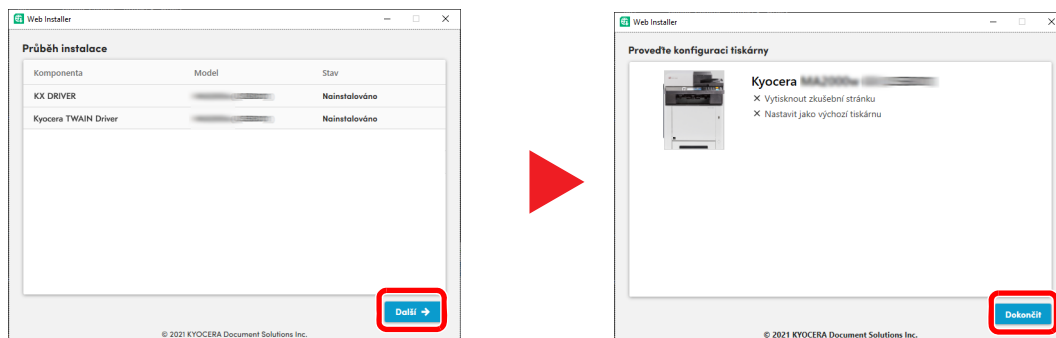 Web Installer
Průběh instalace
Komponenta Model Stav
KX DRIVER Nainstalováno
Kyocera TWAIN Driver Nainstalováno
Další →
© 2021 KYOCERA Document Solutions Inc.
Web Installer
Proveďte konfiguraci tiskárny
Kyocera
× Vytisknout zkušební stránku
× Nastavit jako výchozí tiskárnu
Dokončit
© 2021 KYOCERA Document Solutions Inc.